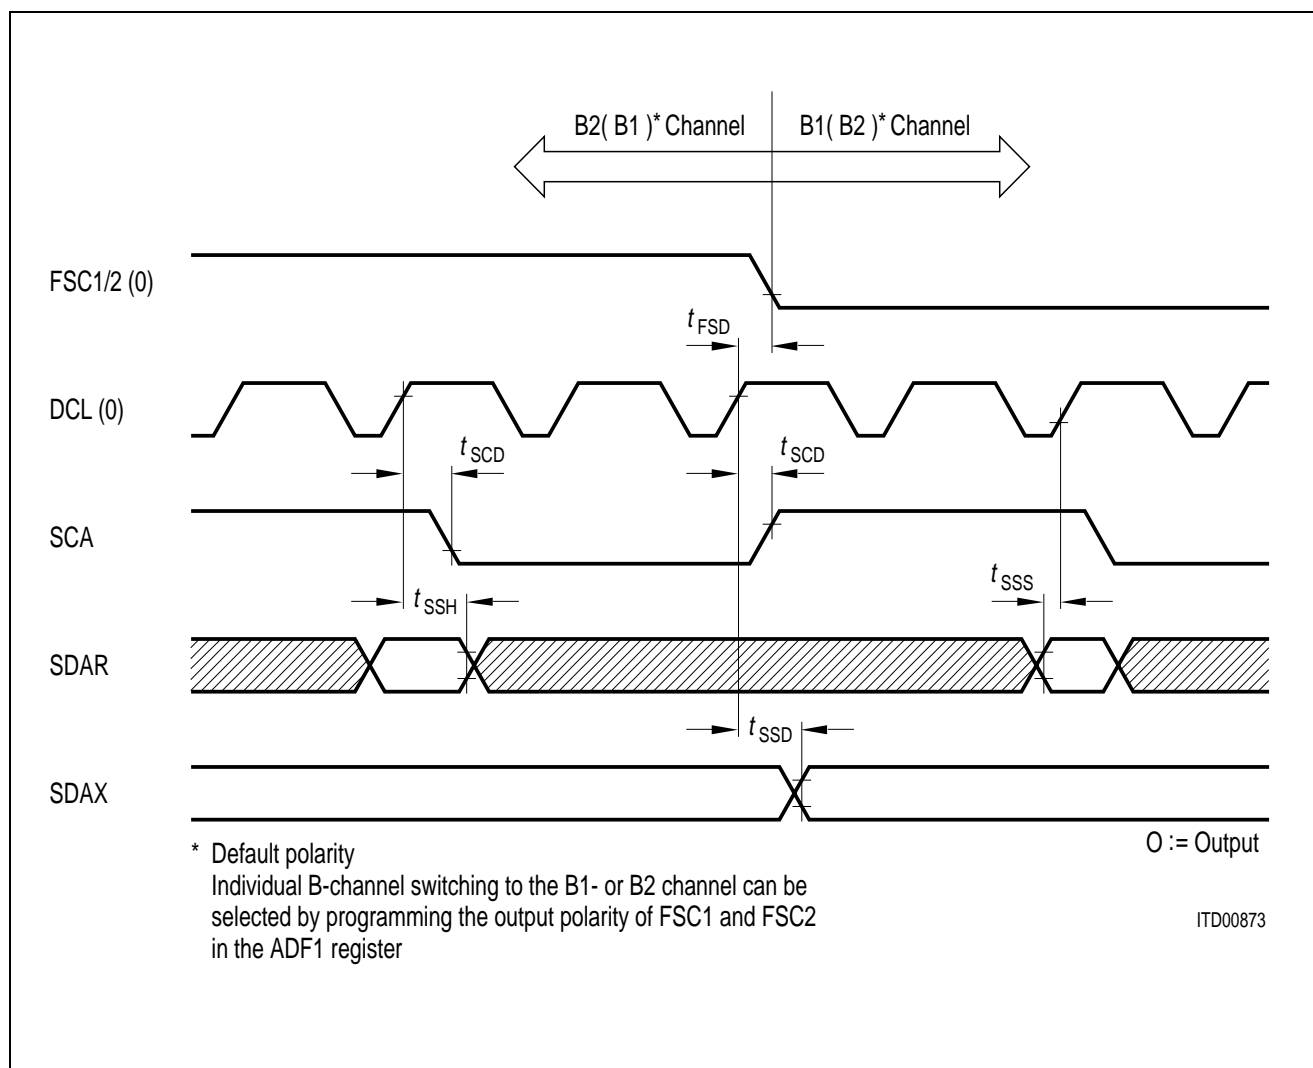 B2( B1 )* Channel B1( B2 )* Channel
FSC1/2 (0)
t FSD
DCL (0)
t SCD t SCD
SCA
t SSH t SSS
SDAR
t SSD
SDAX
* Default polarity
O := Output
Individual B-channel switching to the B1- or B2 channel can be
selected by programming the output polarity of FSC1 and FSC2
in the ADF1 register
ITD00873